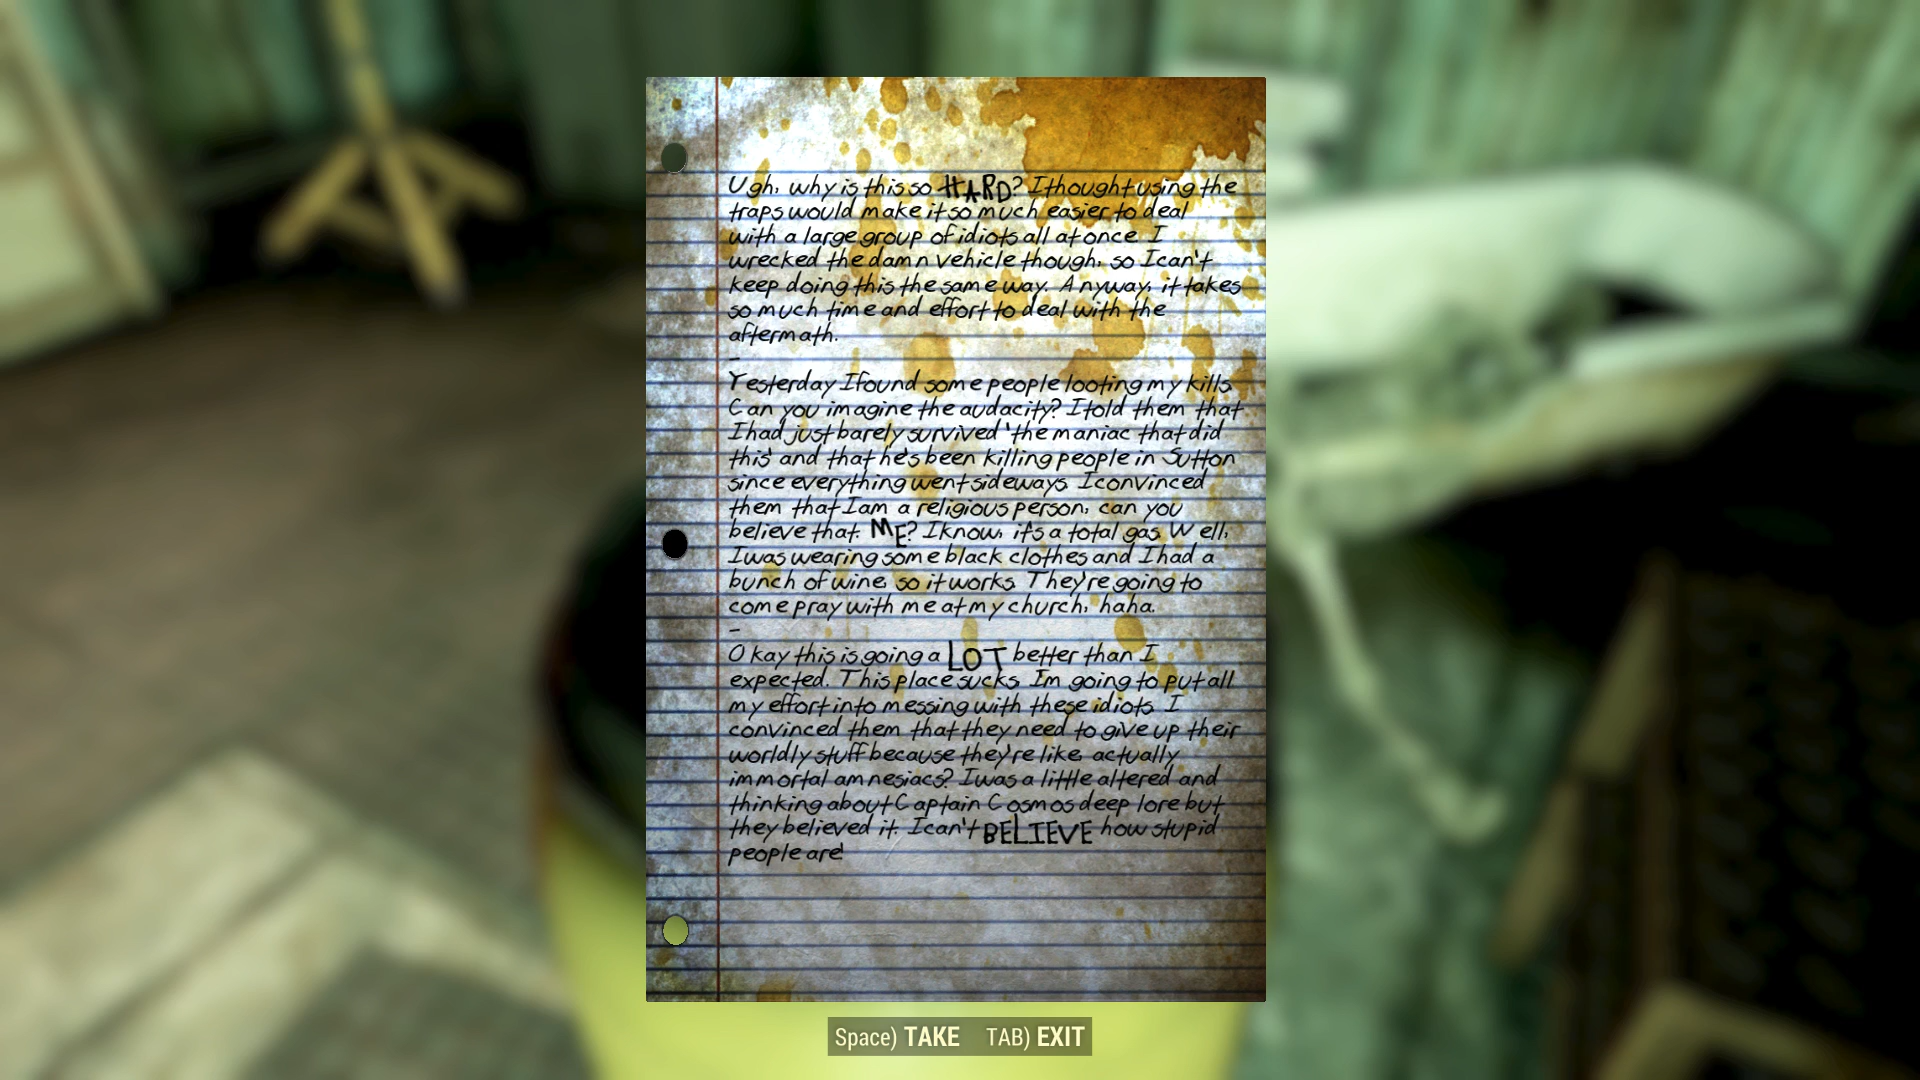 Ugh, why is this so HARD? I thought using the
traps would make it so much easier to deal
with a large group of idiots all at once. I
wrecked the damn vehicle though, so I can't
keep doing this the same way. Anyway, it takes
so much time and effort to deal with the
aftermath.
-
Yesterday I found some people looting my kills.
Can you imagine the audacity? I told them that
I had just barely survived 'the maniac that did
this' and that he's been killing people in Sutton
since everything went sideways. I convinced
them that I am a religious person, can you
believe that. ME? I know, it's a total gas. Well,
I was wearing some black clothes and I had a
bunch of wine, so it works. They're going to
come pray with me at my church, haha.
-
Okay this is going a LOT better than I
expected. This place sucks. I'm going to put all
my effort into messing with these idiots. I
convinced them that they need to give up their
worldly stuff because they're like, actually
immortal amnesiacs? I was a little altered and
thinking about Captain Cosmos deep lore but
they believed it. I can't BELIEVE how stupid
people are!
Space) TAKE TAB) EXIT